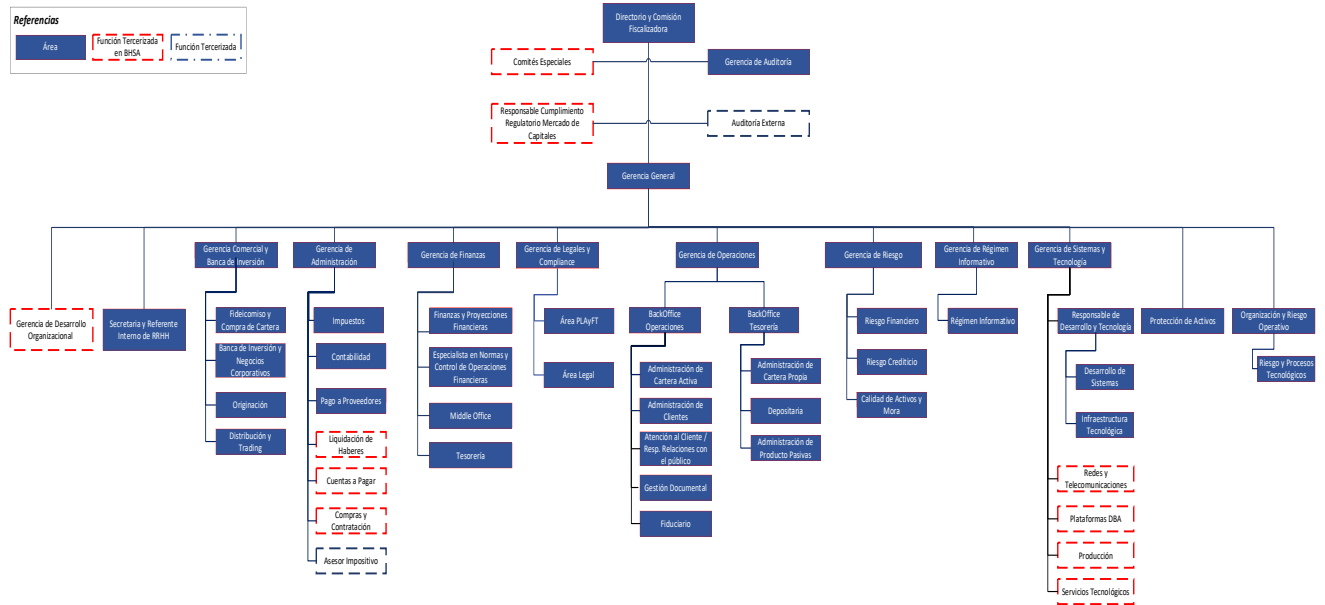 Referencias
Área
Función Tercerizada
en BHSA
Función Tercerizada
Directorio y Comisión
Fiscalizadora
Comités Especiales
Gerencia de Auditoría
Responsable Cumplimiento
Regulatorio Mercado de
Capitales
Auditoría Externa
Gerencia General
Gerencia de Desarrollo
Organizacional
Secretaria y Referente
Interno de RRHH
Gerencia Comercial y
Banca de Inversión
Fideicomiso y
Compra de Cartera
Banca de Inversión y
Negocios
Corporativos
Originación
Distribución y
Trading
Gerencia de
Administración
Impuestos
Contabilidad
Pago a Proveedores
Liquidación de
Haberes
Cuentas a Pagar
Compras y
Contratación
Asesor Impositivo
Gerencia de Finanzas
Finanzas y Proyecciones
Financieras
Especialista en Normas y
Control de Operaciones
Financieras
Middle Office
Tesorería
Gerencia de Legales y
Compliance
Área PLAyFT
Área Legal
Gerencia de Operaciones
BackOffice
Operaciones
Administración de
Cartera Activa
Administración de
Clientes
Atención al Cliente /
Resp. Relaciones con
el público
Gestión Documental
Fiduciario
BackOffice
Tesorería
Administración de
Cartera Propia
Depositaria
Administración de
Producto Pasivas
Gerencia de Riesgo
Riesgo Financiero
Riesgo Crediticio
Calidad de Activos y
Mora
Gerencia de Régimen
Informativo
Régimen Informativo
Gerencia de Sistemas y
Tecnología
Responsable de
Desarrollo y Tecnología
Desarrollo de
Sistemas
Infraestructura
Tecnológica
Redes y
Telecomunicaciones
Plataformas DBA
Producción
Servicios Tecnológicos
Protección de Activos
Organización y Riesgo
Operativo
Riesgo y Procesos
Tecnológicos